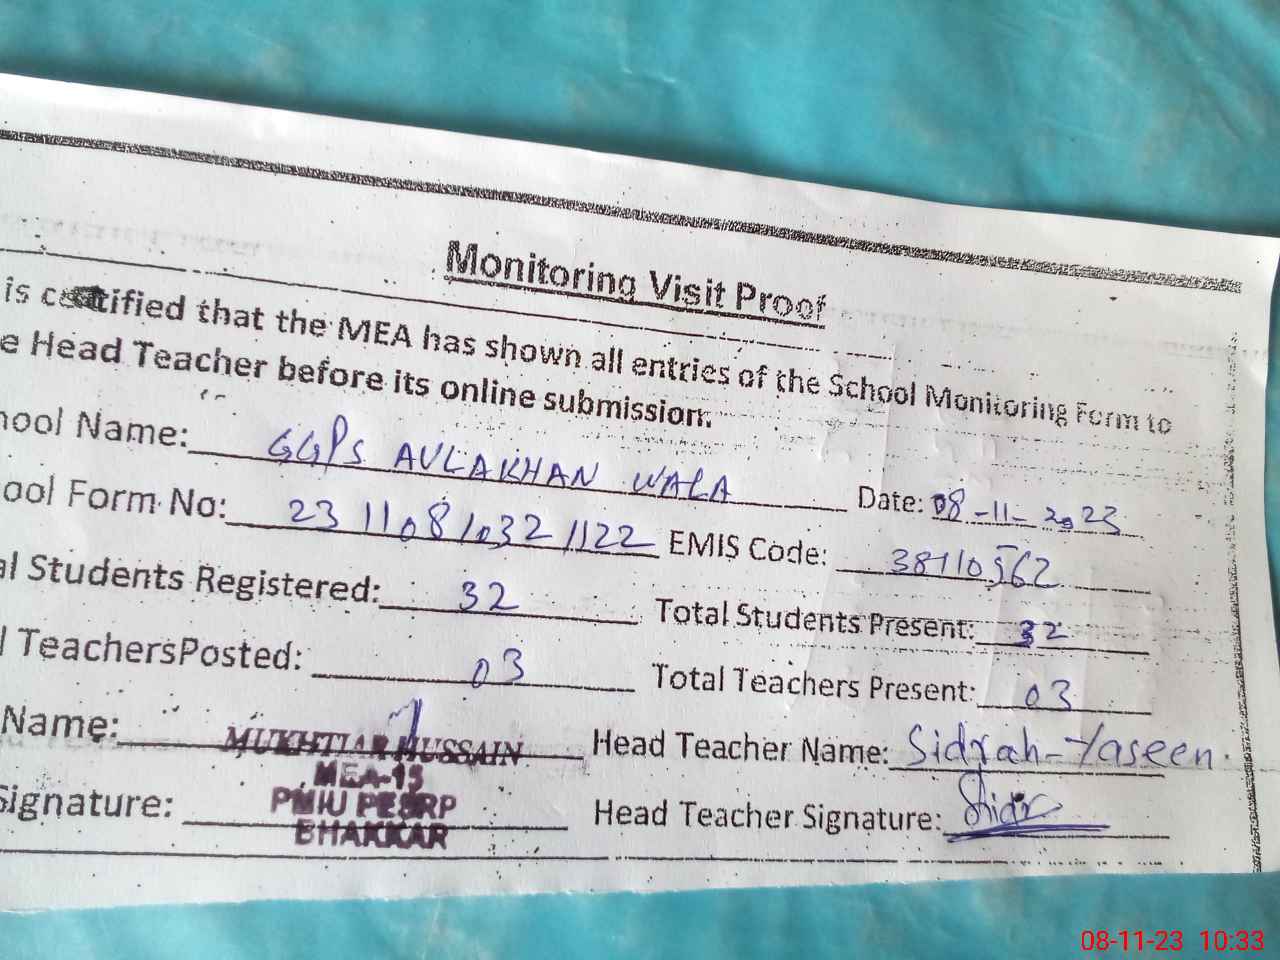 Monitoring Visit Proof
is certified that the MEA has shown all entries of the School Monitoring Form to
e Head Teacher before its online submission.
hool Name: GGPS AULAKHAN WALA Date: 08-11-2023
ool Form No: 23110810321122 EMIS Code: 38110562
al Students Registered: 32 Total Students Present: 32
l TeachersPosted: 03 Total Teachers Present: 03
Name: MUKHTIAR HUSSAIN Head Teacher Name: Sidrah-Yaseen.
MEA-15
Signature: PMIU PESRP Head Teacher Signature: Sidra
BHAKKAR
08-11-23 10:33